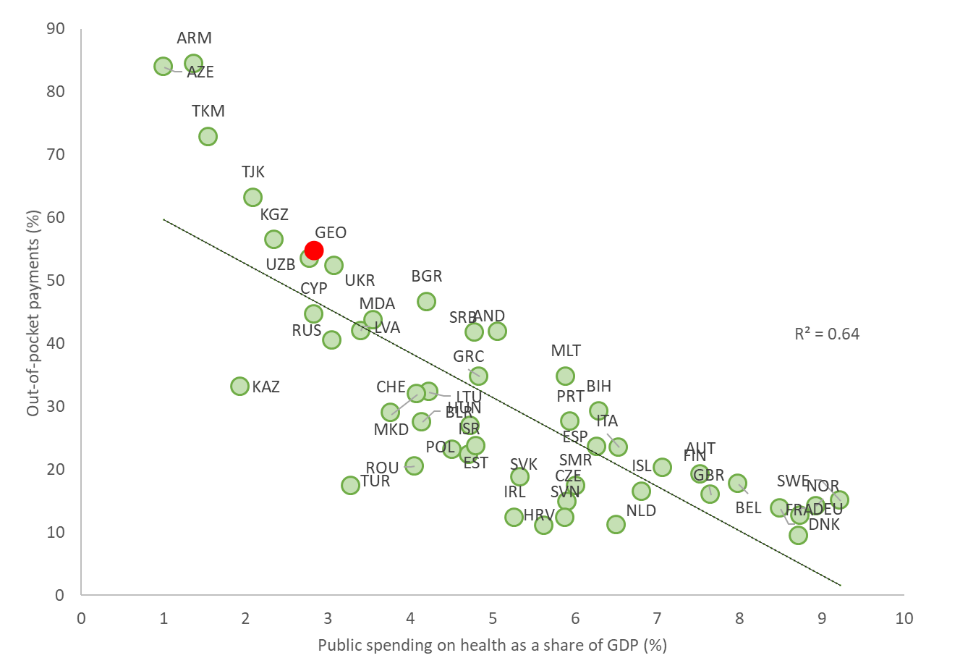 90
80
70
60
50
40
30
20
10
0
Out-of-pocket payments (%)
ARM
AZE
TKM
TJK
KGZ
GEO
UZB
UKR
CYP
BGR
MDA
RUS
LVA
SRB
AND
R² = 0.64
GRC
MLT
KAZ
CHE
LTU
PRT
BIH
HUN
BLR
MKD
ISR
ITA
ESP
POL
EST
AUT
FIN
ROU
TUR
SVK
SMR
ISL
CZE
GBR
IRL
SVN
SWE
NOR
HRV
NLD
BEL
FRA
DEU
DNK
0 1 2 3 4 5 6 7 8 9 10
Public spending on health as a share of GDP (%)